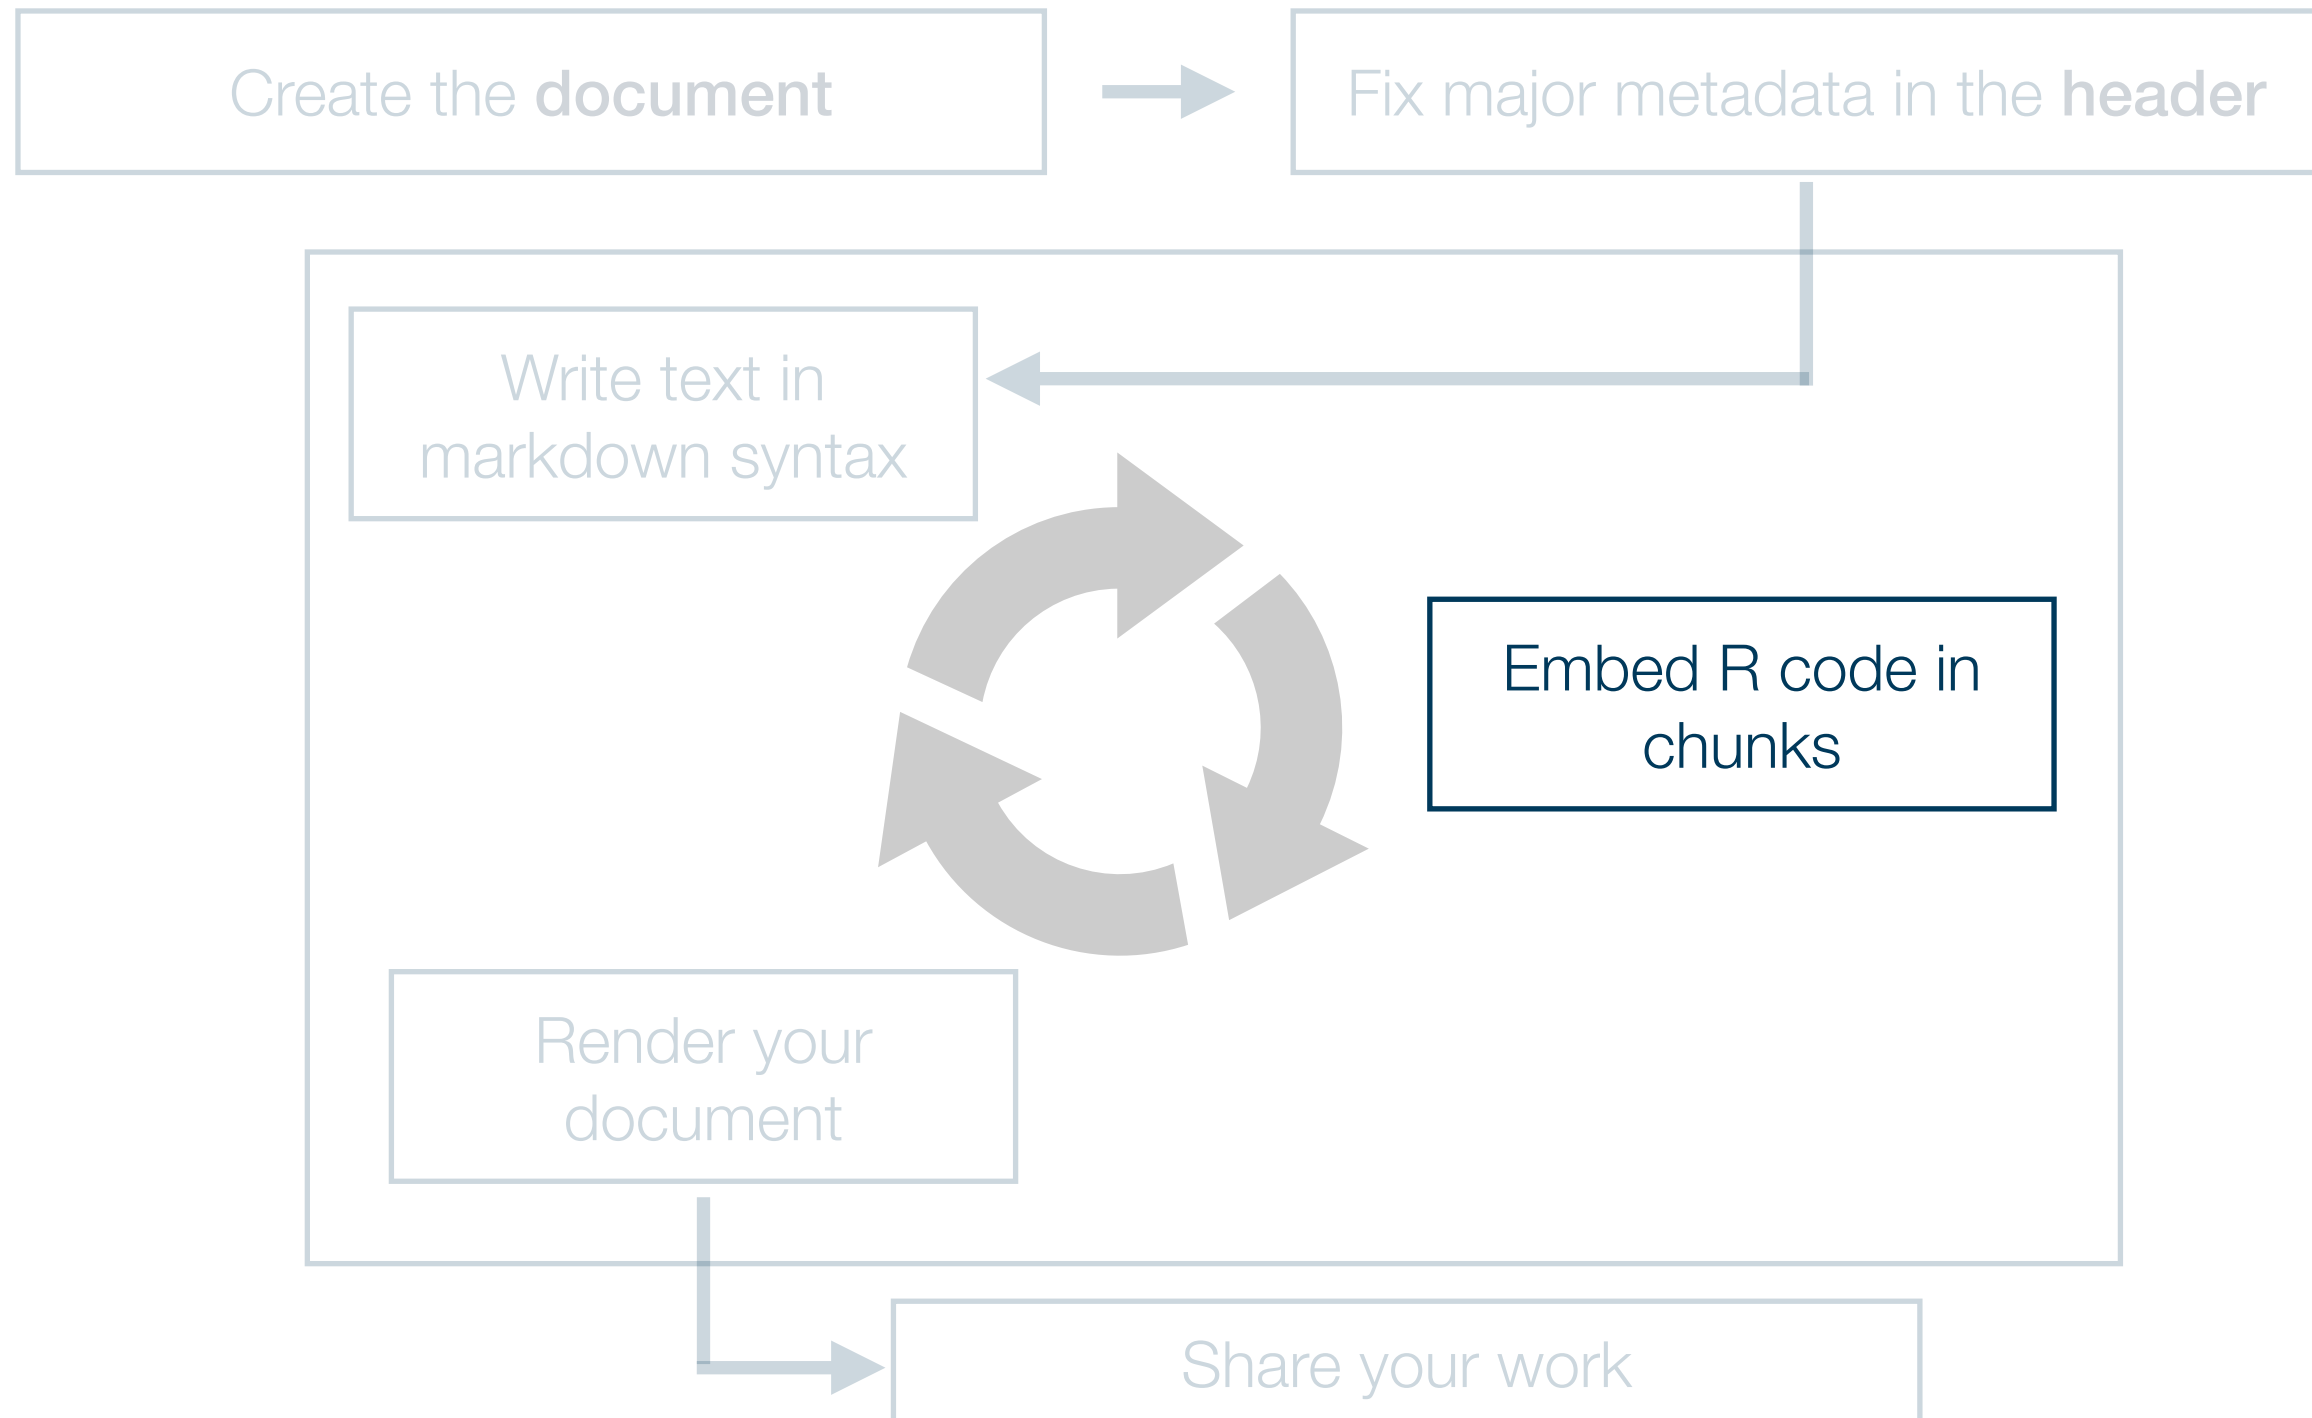 Create the document
Fix major metadata in the header
Write text in
markdown syntax
Embed R code in
chunks
Render your
document
Share your work